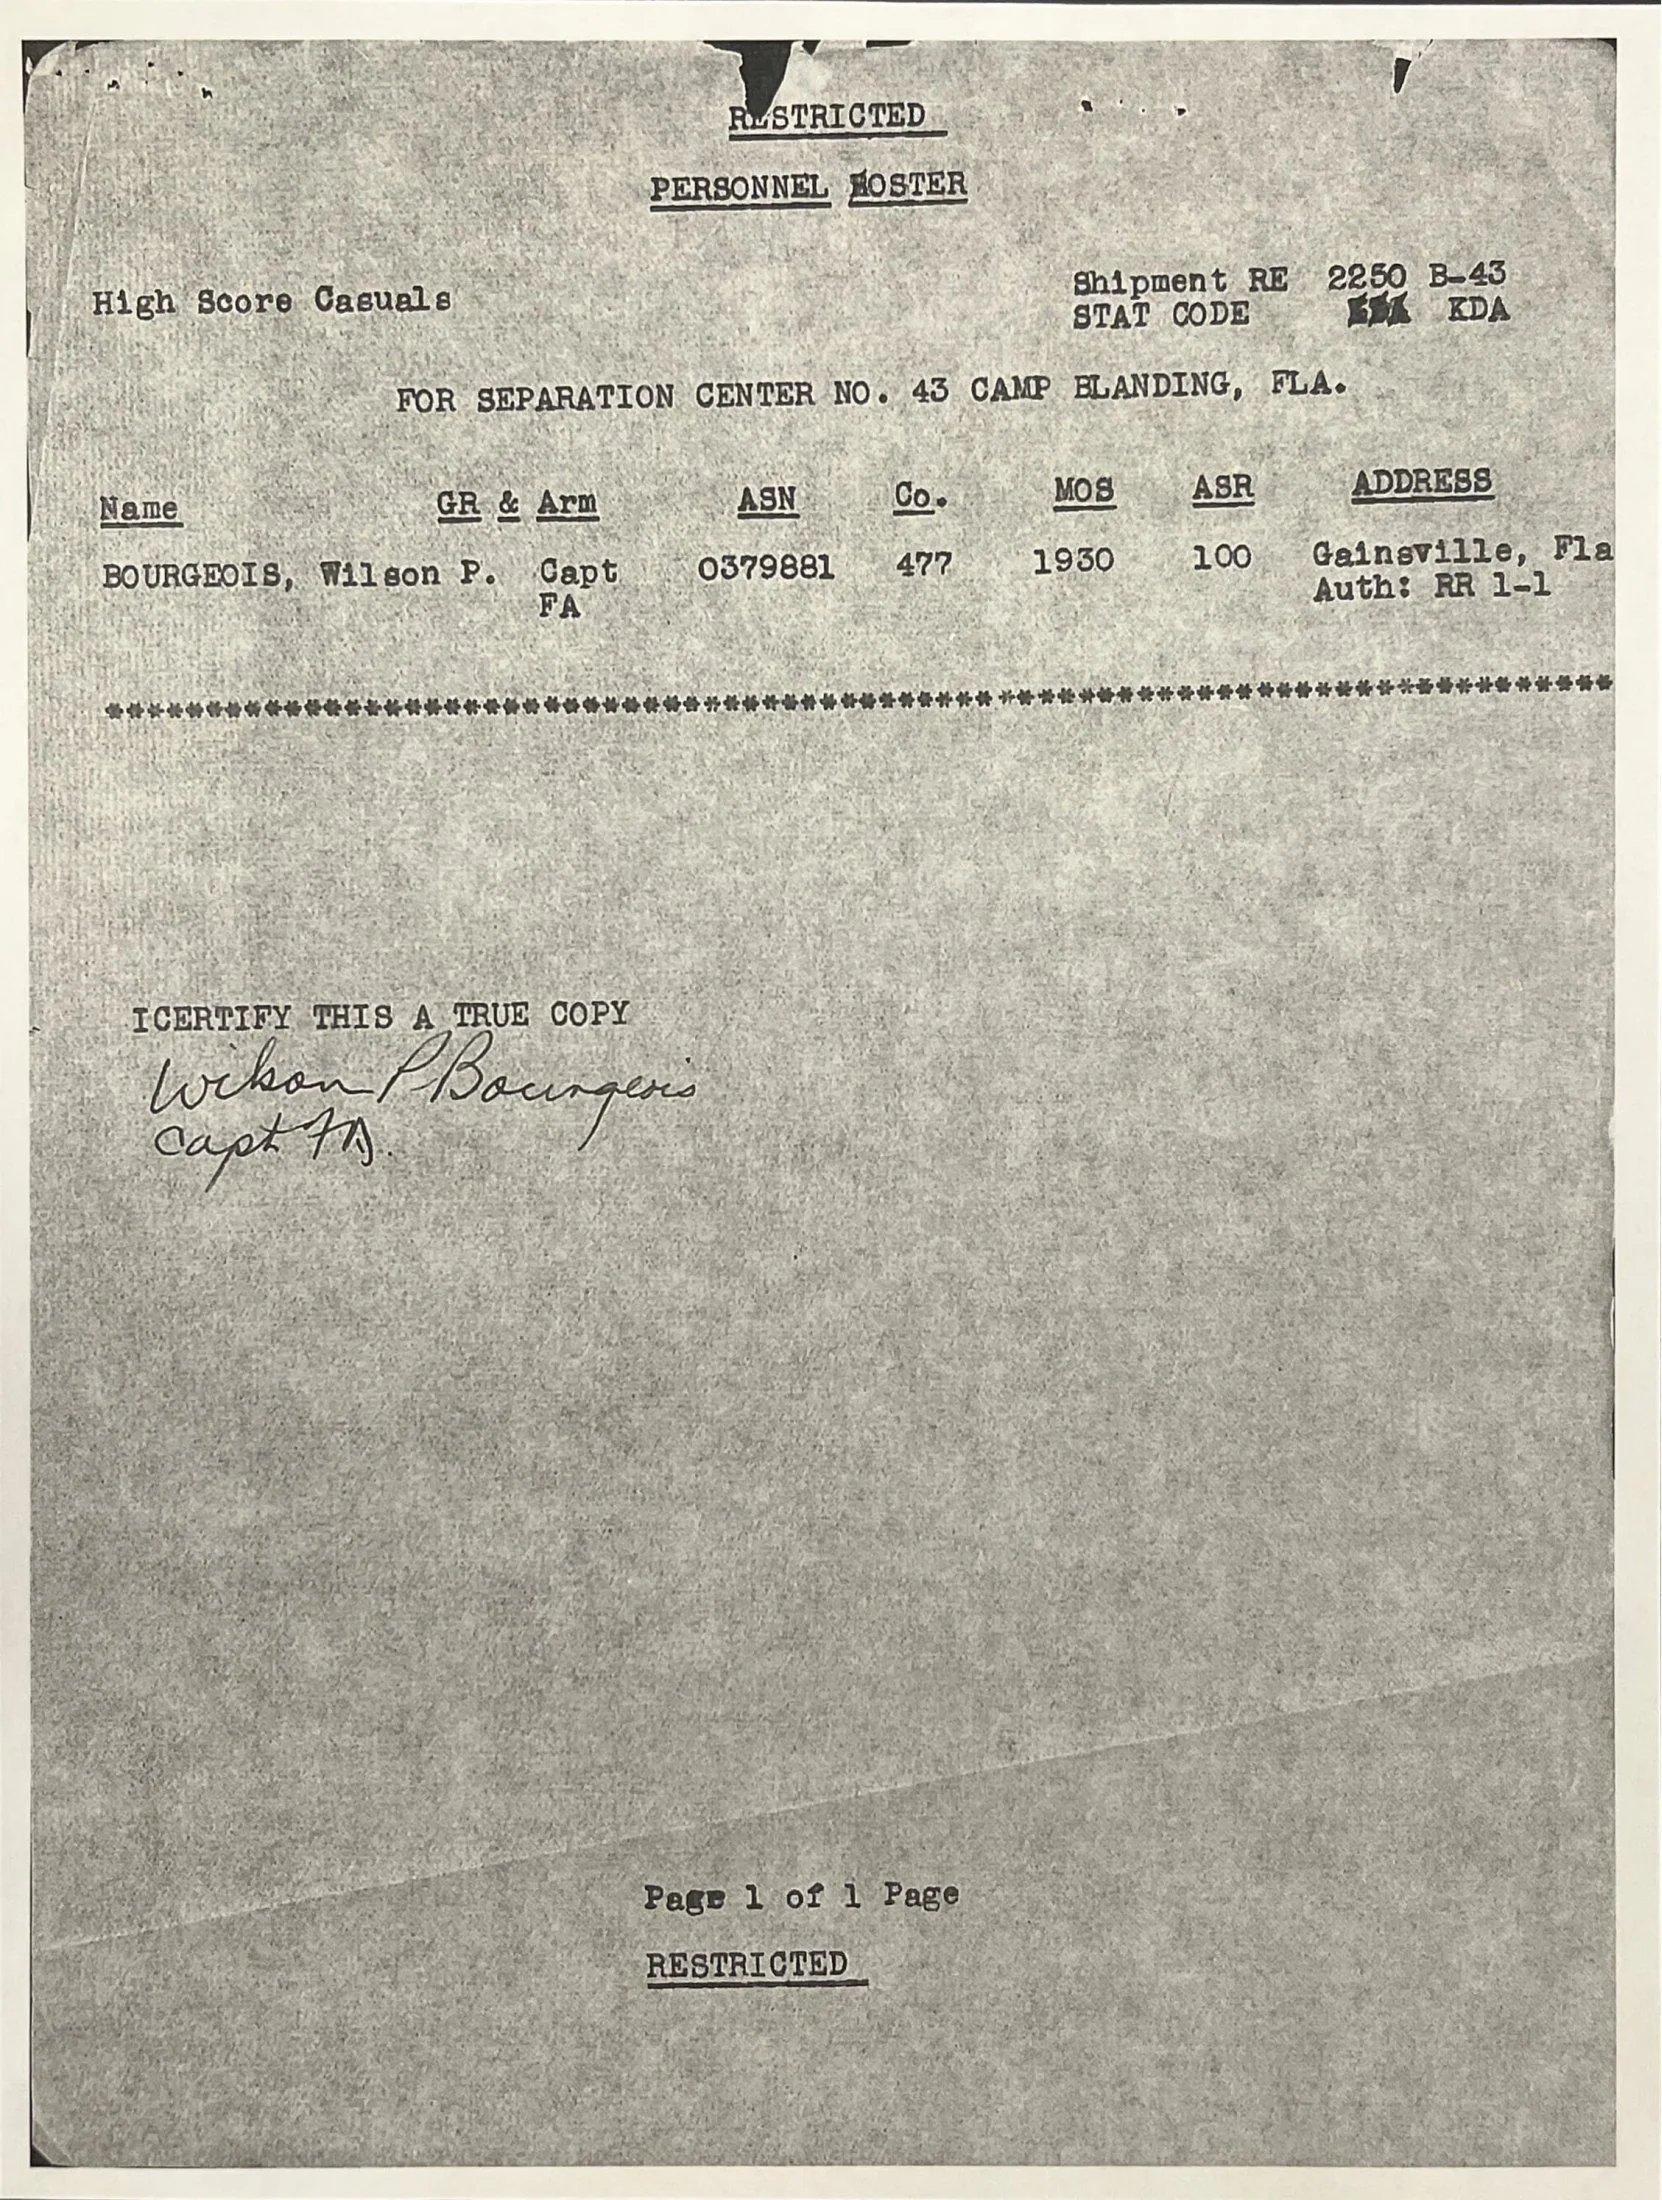 RESTRICTED
PERSONNEL ROSTER
High Score Casuals
Shipment RE 2250 B-43
STAT CODE KDA
FOR SEPARATION CENTER NO. 43 CAMP BLANDING, FLA.
Name GR & Arm ASN Co. MOS ASR ADDRESS
BOURGEOIS, Wilson P. Capt 0379881 477 1930 100 Gainsville, Fla
FA Auth: RR 1-1
********************************************************************************
ICERTIFY THIS A TRUE COPY
Wilson P Bourgeois
Capt FA.
Page 1 of 1 Page
RESTRICTED